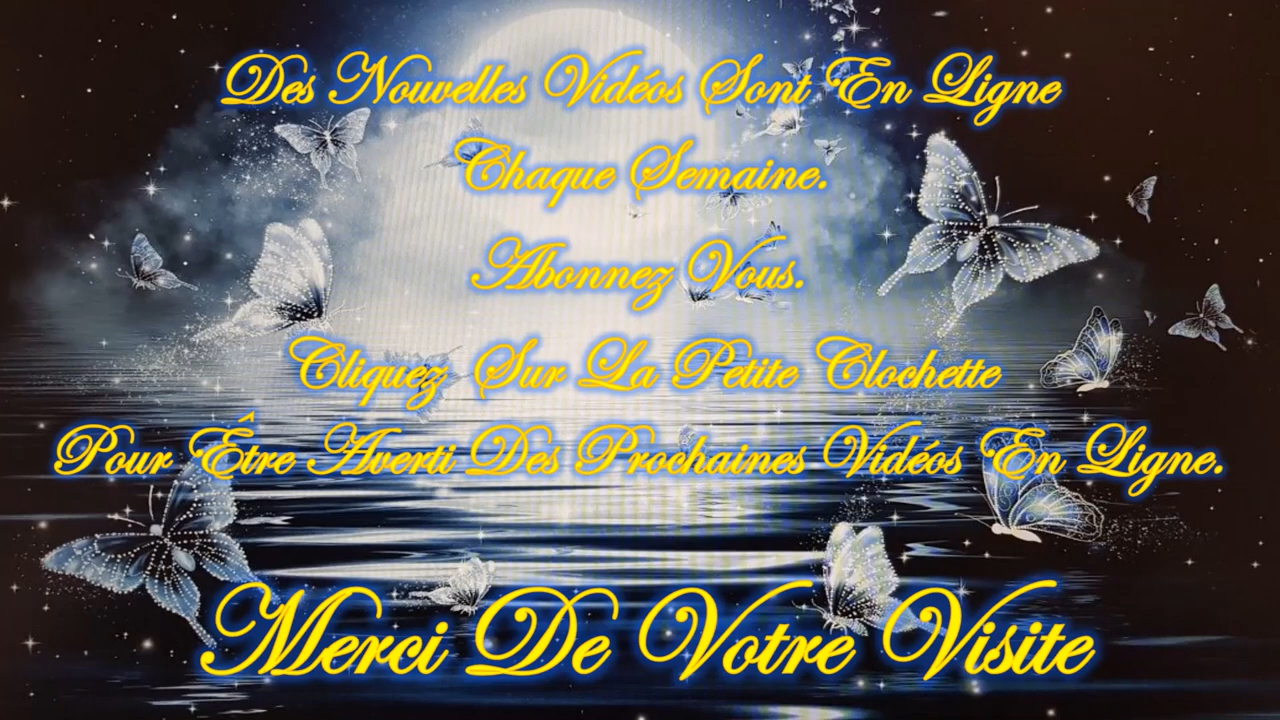 Des Nouvelles Vidéos Sont En Ligne
Chaque Semaine.
Abonnez Vous.
Cliquez Sur La Petite Clochette
Pour Être Averti Des Prochaines Vidéos En Ligne.
Merci De Votre Visite